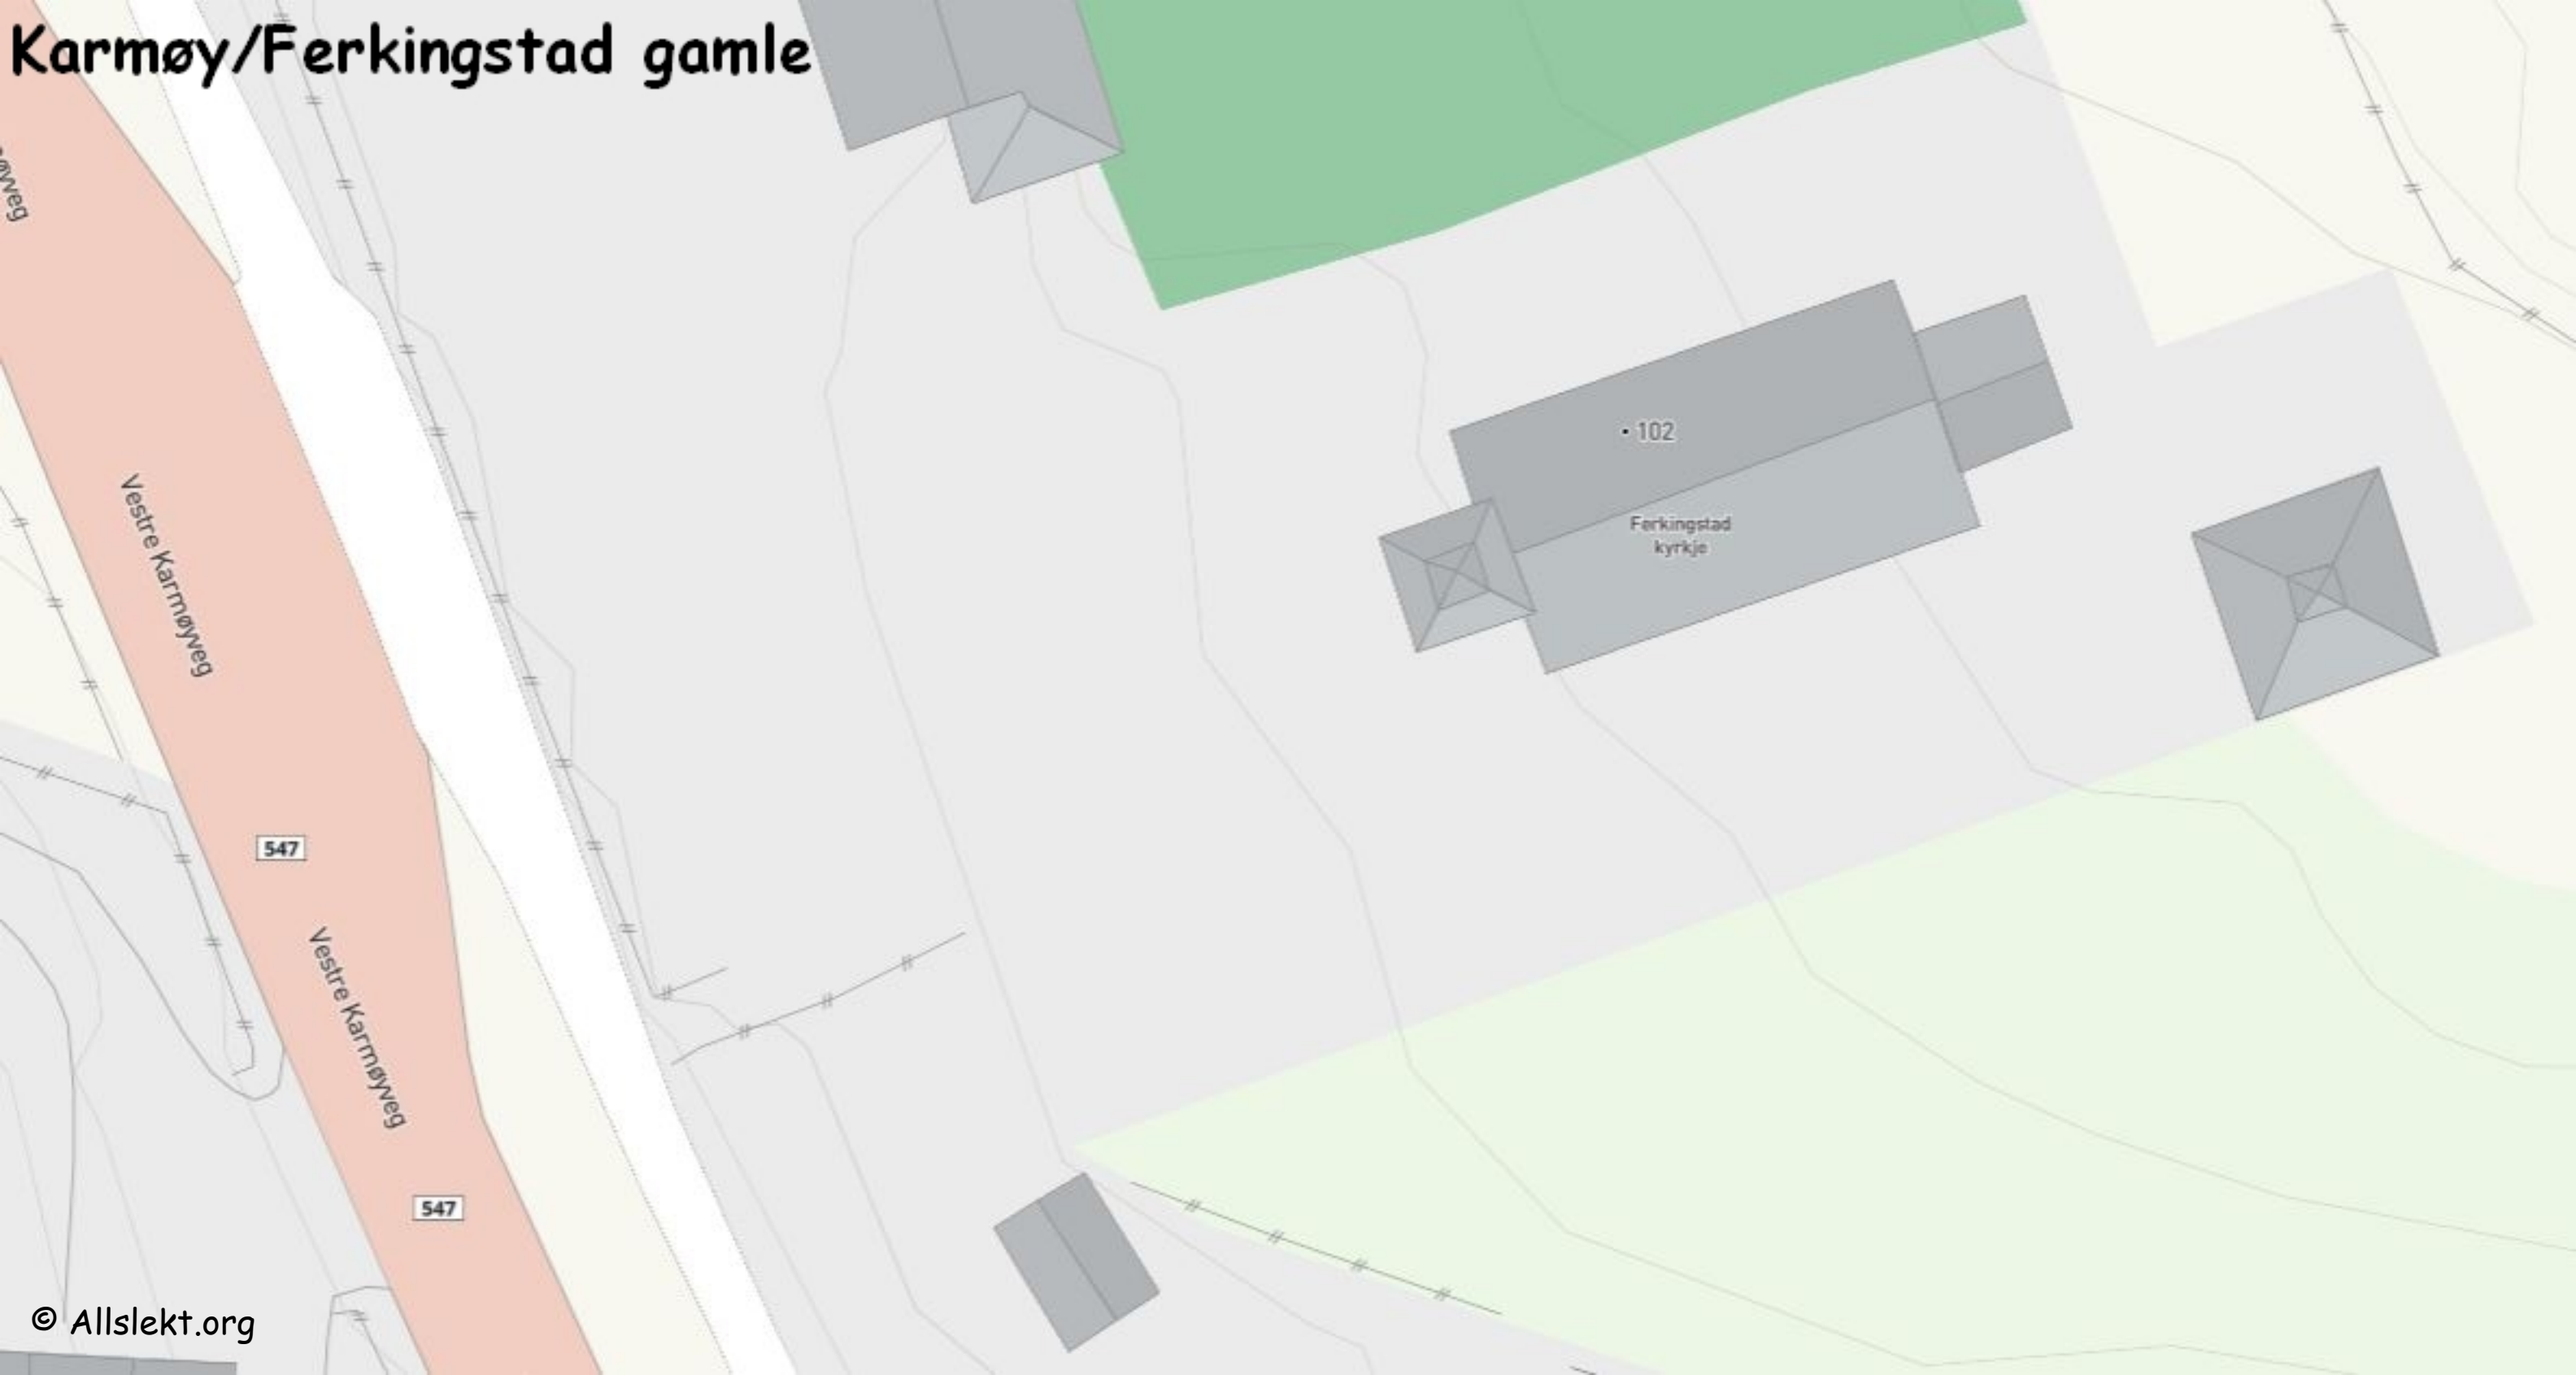 Karmøy/Ferkingstad gamle
Vestre Karmøyveg
• 102
Ferkingstad
kyrkje
547
Vestre Karmøyveg
547
© Allslekt.org